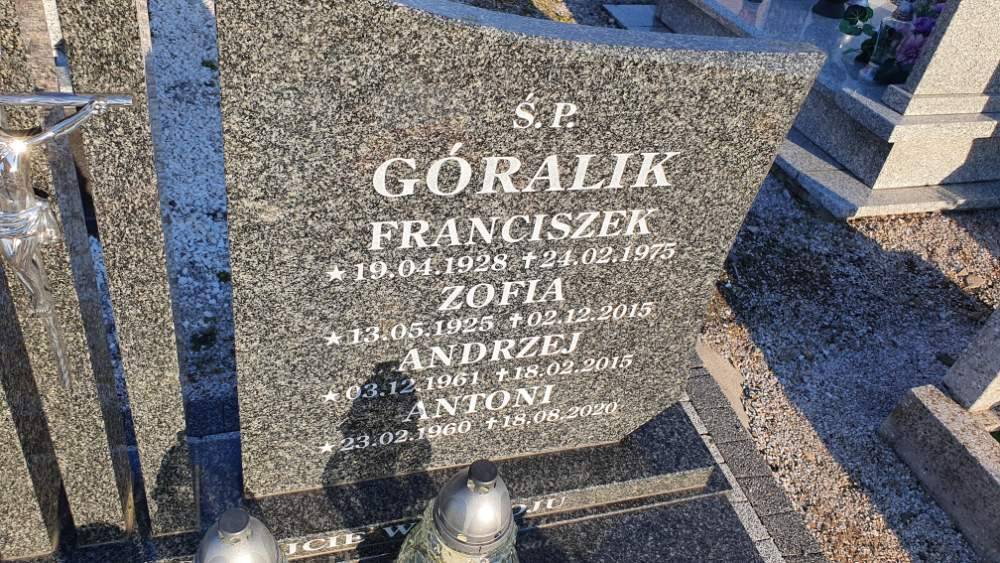 Ś. P.
GÓRALIK
FRANCISZEK
★ 19.04.1928 † 24.02.1975
ZOFIA
★ 13.05.1925 † 02.12.2015
ANDRZEJ
★ 03.12.1961 † 18.02.2015
ANTONI
★ 23.02.1960 † 18.08.2020